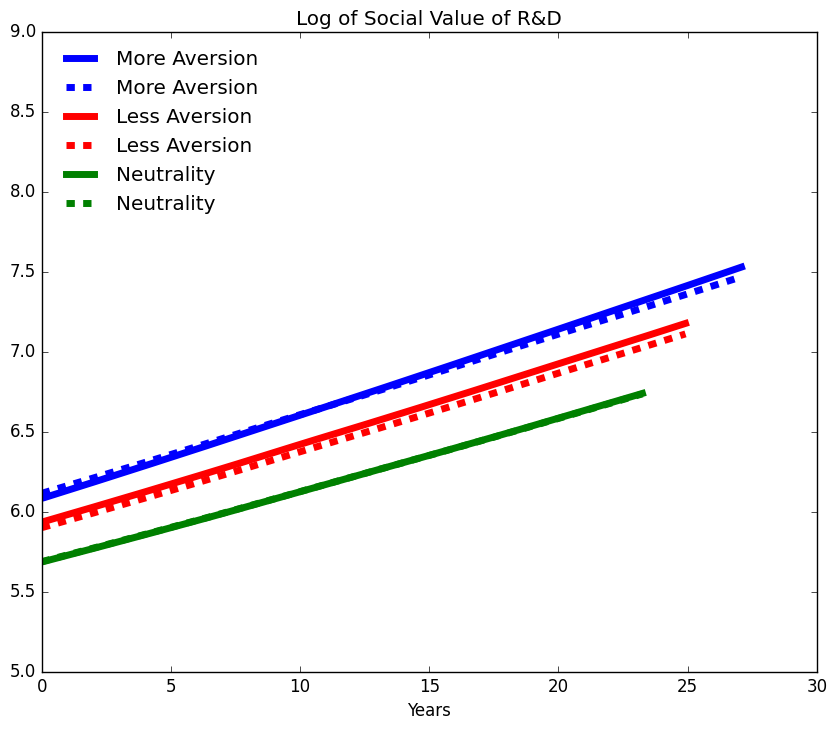 Log of Social Value of R&D
9.0
8.5
8.0
7.5
7.0
6.5
6.0
5.5
5.0
More Aversion
More Aversion
Less Aversion
Less Aversion
Neutrality
Neutrality
0 5 10 15 20 25 30
Years